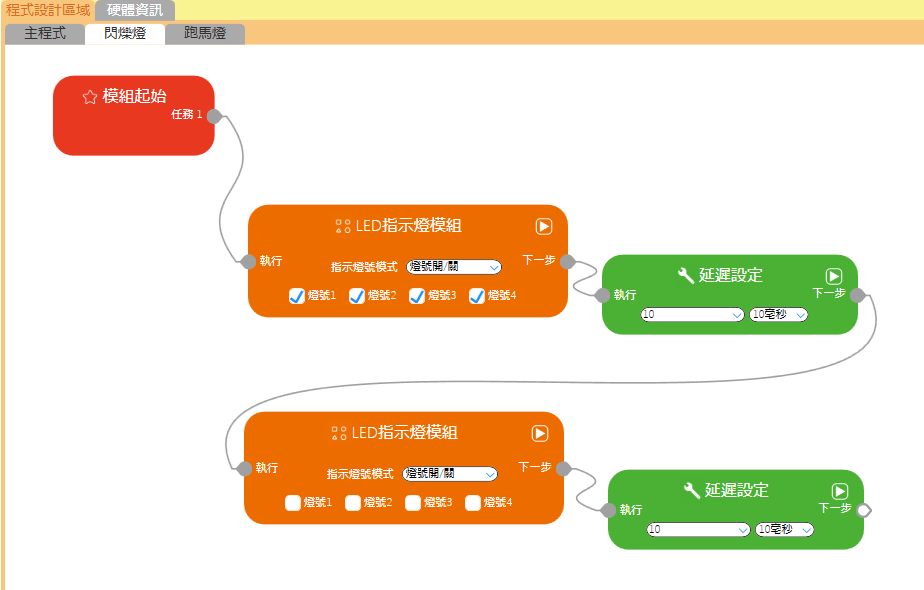 程式設計區域 硬體資訊
主程式 閃爍燈 跑馬燈
模組起始
任務 1
LED指示燈模組
執行 下一步
指示燈號模式 燈號開/關
燈號1 燈號2 燈號3 燈號4
延遲設定
執行 下一步
10 10毫秒
LED指示燈模組
執行 下一步
指示燈號模式 燈號開/關
燈號1 燈號2 燈號3 燈號4
延遲設定
執行 下一步
10 10毫秒